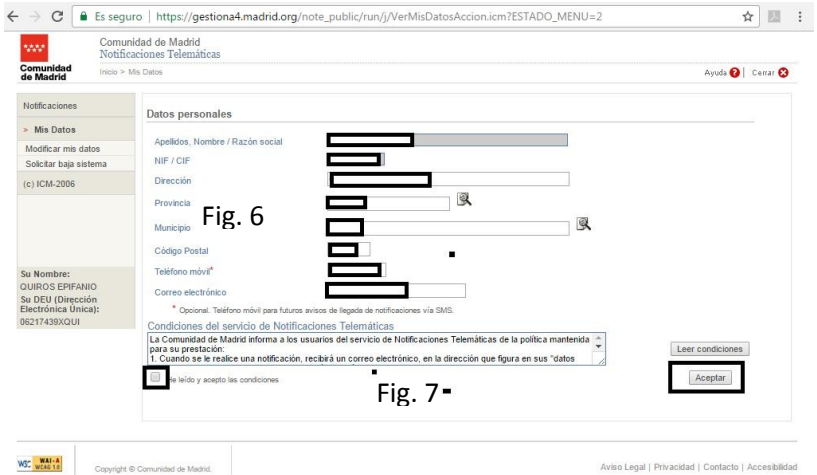 Es seguro | https://gestiona4.madrid.org/note_public/run/j/VerMisDatosAccion.icm?ESTADO_MENU=2
Comunidad de Madrid
Notificaciones Telemáticas
Comunidad
de Madrid
Inicio > Mis Datos
Ayuda ? | Cerrar
Notificaciones
> Mis Datos
Modificar mis datos
Solicitar baja sistema
(c) ICM-2006
Su Nombre:
QUIROS EPIFANIO
Su DEU (Dirección
Electrónica Única):
06217439XQUI
Datos personales
Apellidos, Nombre / Razón social
NIF / CIF
Dirección
Provincia
Fig. 6
Municipio
Código Postal
Teléfono móvil*
Correo electrónico
* Opcional. Teléfono móvil para futuros avisos de llegada de notificaciones vía SMS.
Condiciones del servicio de Notificaciones Telemáticas
La Comunidad de Madrid informa a los usuarios del servicio de Notificaciones Telemáticas de la política mantenida
para su prestación:
1. Cuando se le realice una notificación, recibirá un correo electrónico, en la dirección que figura en sus "datos
Leer condiciones
He leído y acepto las condiciones
Aceptar
Fig. 7
W3C WAI-A
WCAG 1.0
Copyright © Comunidad de Madrid.
Aviso Legal | Privacidad | Contacto | Accesibilidad